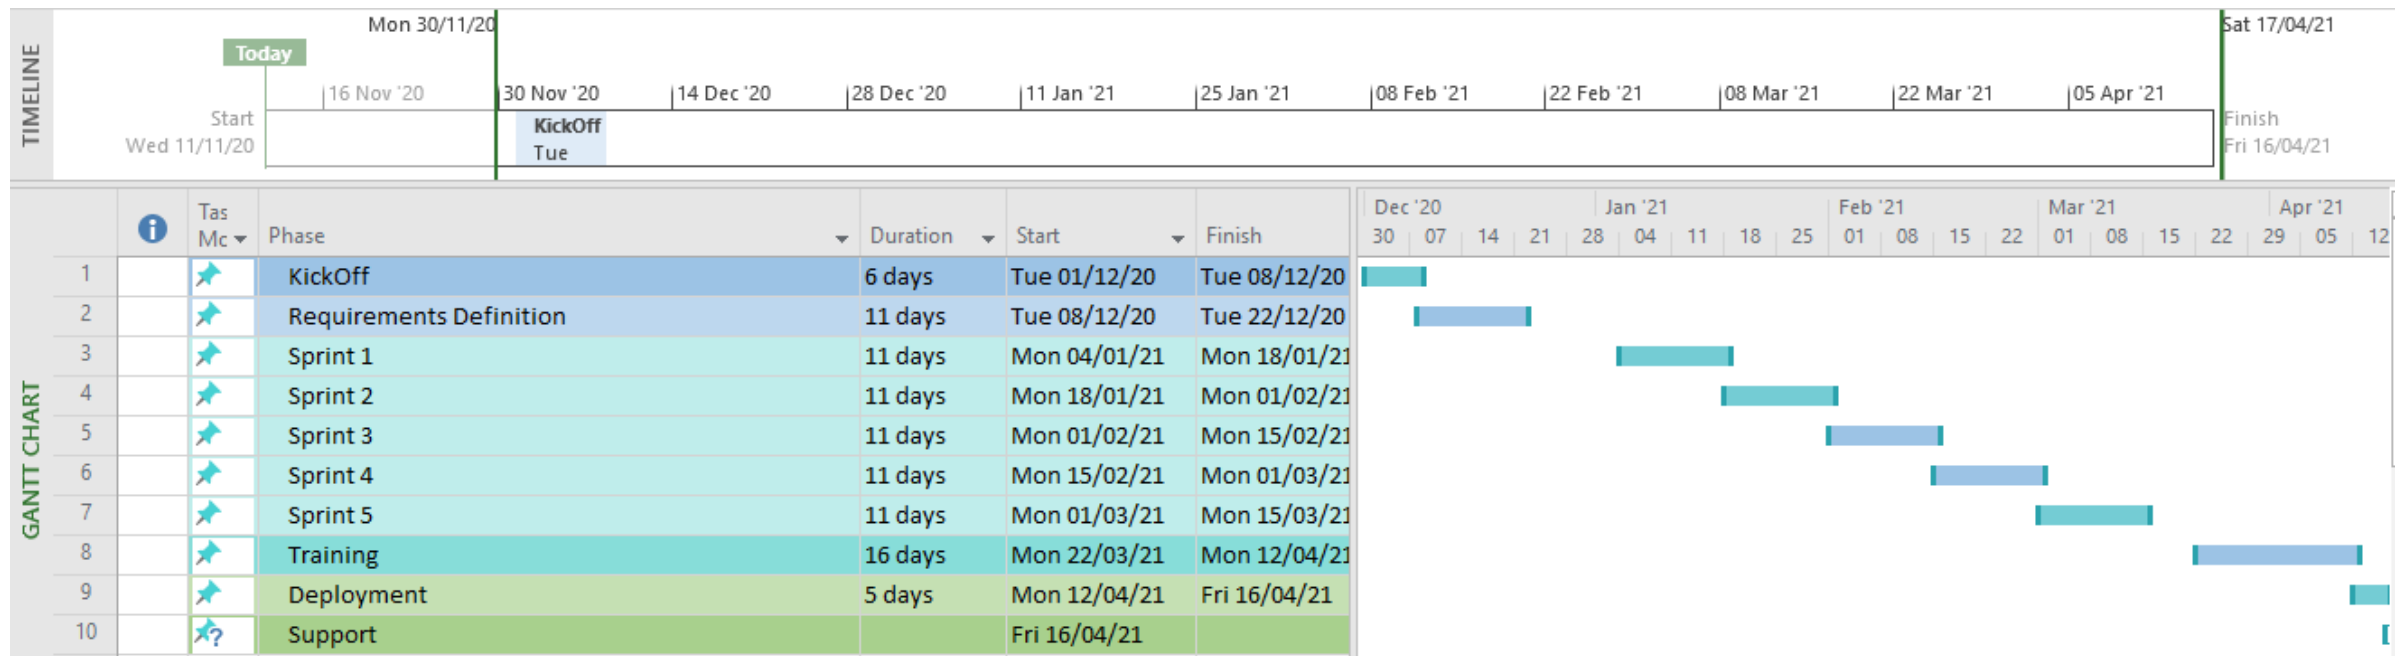 Mon 30/11/20
Sat 17/04/21
Today
TIMELINE
16 Nov '20 30 Nov '20 14 Dec '20 28 Dec '20 11 Jan '21 25 Jan '21 08 Feb '21 22 Feb '21 08 Mar '21 22 Mar '21 05 Apr '21
Start
Wed 11/11/20
KickOff
Tue
Finish
Fri 16/04/21
GANTT CHART
Tas
Mc
Phase Duration Start Finish
Dec '20 Jan '21 Feb '21 Mar '21 Apr '21
30 07 14 21 28 04 11 18 25 01 08 15 22 01 08 15 22 29 05 12
1 KickOff 6 days Tue 01/12/20 Tue 08/12/20
2 Requirements Definition 11 days Tue 08/12/20 Tue 22/12/20
3 Sprint 1 11 days Mon 04/01/21 Mon 18/01/21
4 Sprint 2 11 days Mon 18/01/21 Mon 01/02/21
5 Sprint 3 11 days Mon 01/02/21 Mon 15/02/21
6 Sprint 4 11 days Mon 15/02/21 Mon 01/03/21
7 Sprint 5 11 days Mon 01/03/21 Mon 15/03/21
8 Training 16 days Mon 22/03/21 Mon 12/04/21
9 Deployment 5 days Mon 12/04/21 Fri 16/04/21
10 Support Fri 16/04/21